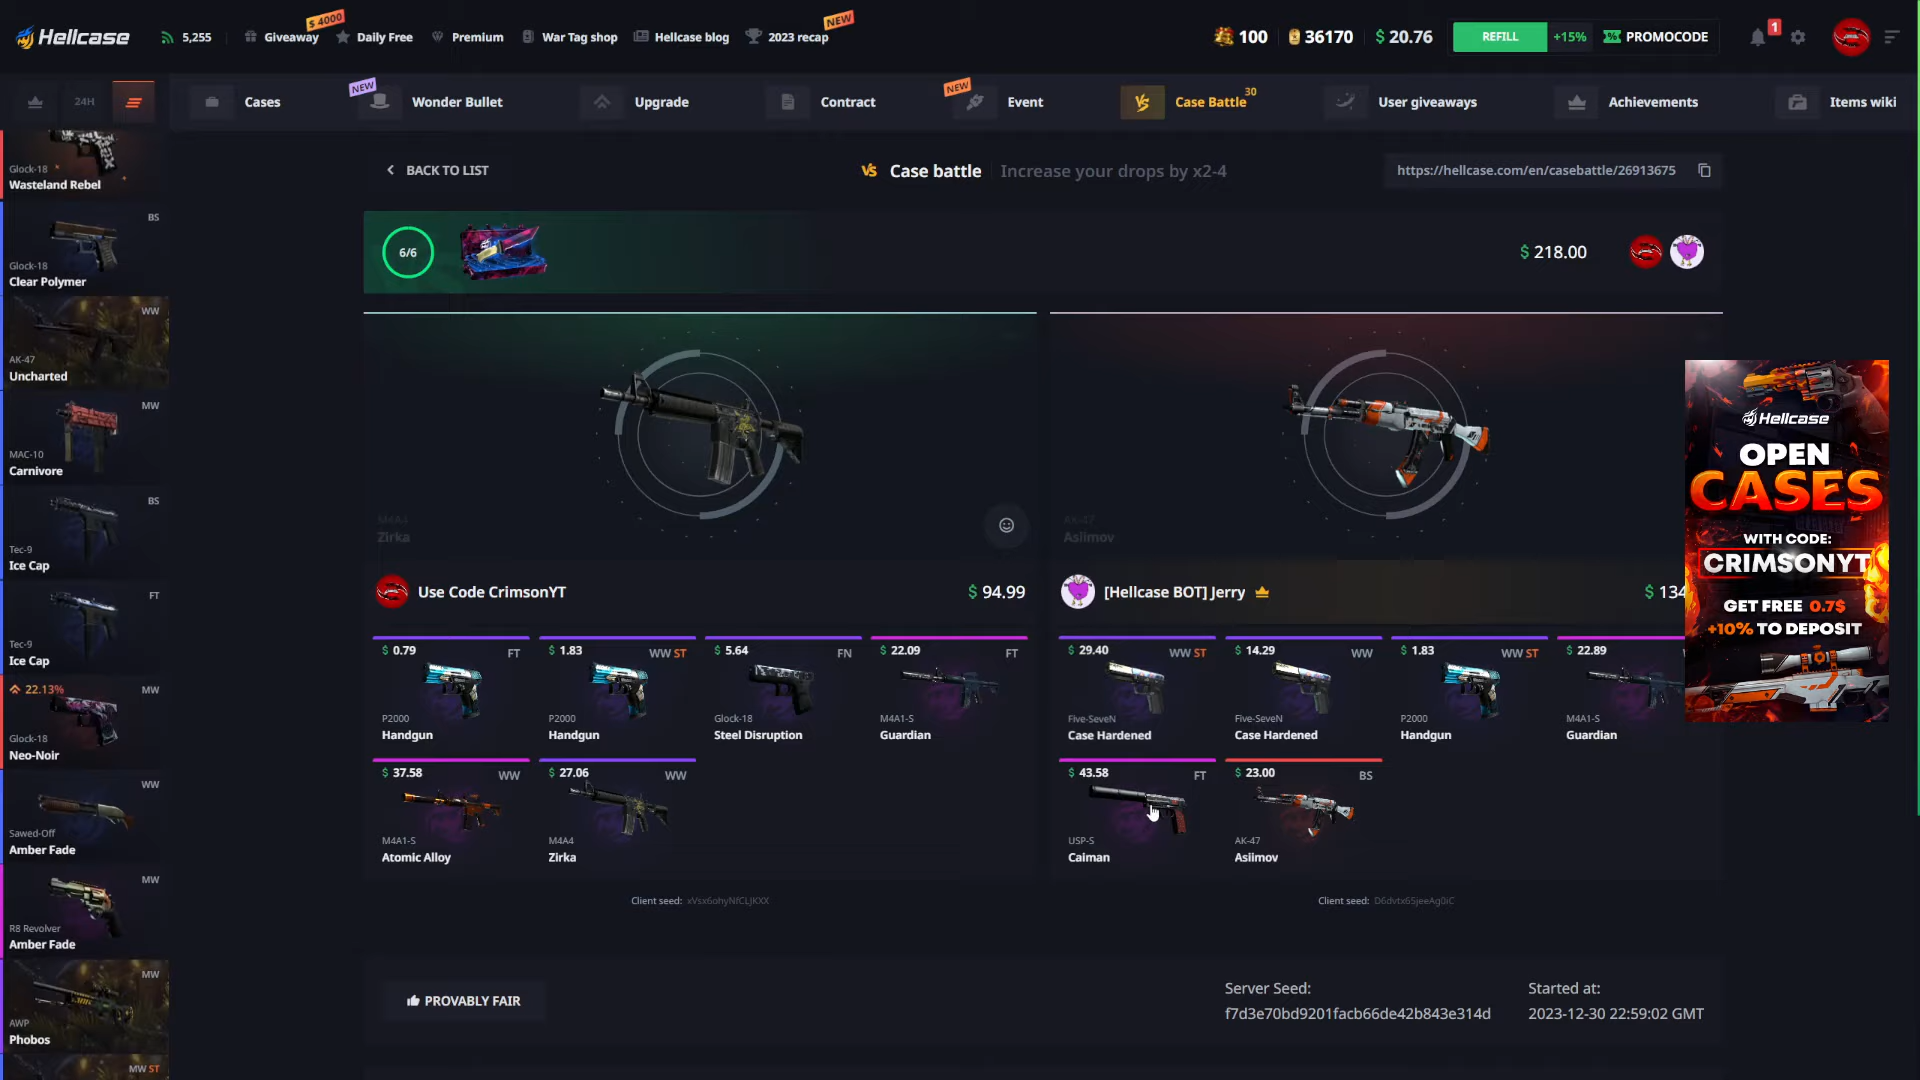 Hellcase
5,255
Giveaway
$ 4000
Daily Free
Premium
War Tag shop
Hellcase blog
2023 recap
NEW
100
36170
$ 20.76
REFILL
+15%
PROMOCODE
1
24H
Cases
NEW
Wonder Bullet
Upgrade
Contract
NEW
Event
VS
Case Battle
30
User giveaways
Achievements
Items wiki
Glock-18
Wasteland Rebel
BS
Glock-18
Clear Polymer
WW
AK-47
Uncharted
MW
MAC-10
Carnivore
BS
Tec-9
Ice Cap
FT
Tec-9
Ice Cap
22.13%
MW
Glock-18
Neo-Noir
WW
Sawed-Off
Amber Fade
MW
R8 Revolver
Amber Fade
MW
AWP
Phobos
MW ST
BACK TO LIST
VS
Case battle
Increase your drops by x2-4
https://hellcase.com/en/casebattle/26913675
6/6
$ 218.00
M4A4
Zirka
AK-47
Asiimov
Use Code CrimsonYT
$ 94.99
[Hellcase BOT] Jerry
$ 134
$ 0.79
FT
P2000
Handgun
$ 1.83
WW ST
P2000
Handgun
$ 5.64
FN
Glock-18
Steel Disruption
$ 22.09
FT
M4A1-S
Guardian
$ 37.58
WW
M4A1-S
Atomic Alloy
$ 27.06
WW
M4A4
Zirka
$ 29.40
WW ST
Five-SeveN
Case Hardened
$ 14.29
WW
Five-SeveN
Case Hardened
$ 1.83
WW ST
P2000
Handgun
$ 22.89
M4A1-S
Guardian
$ 43.58
FT
USP-S
Caiman
$ 23.00
BS
AK-47
Asiimov
Hellcase
OPEN
CASES
WITH CODE:
CRIMSONYT
GET FREE 0.7$
+10% TO DEPOSIT
Client seed:
Client seed:
PROVABLY FAIR
Server Seed:
f7d3e70bd9201facb66de42b843e314d
Started at:
2023-12-30 22:59:02 GMT